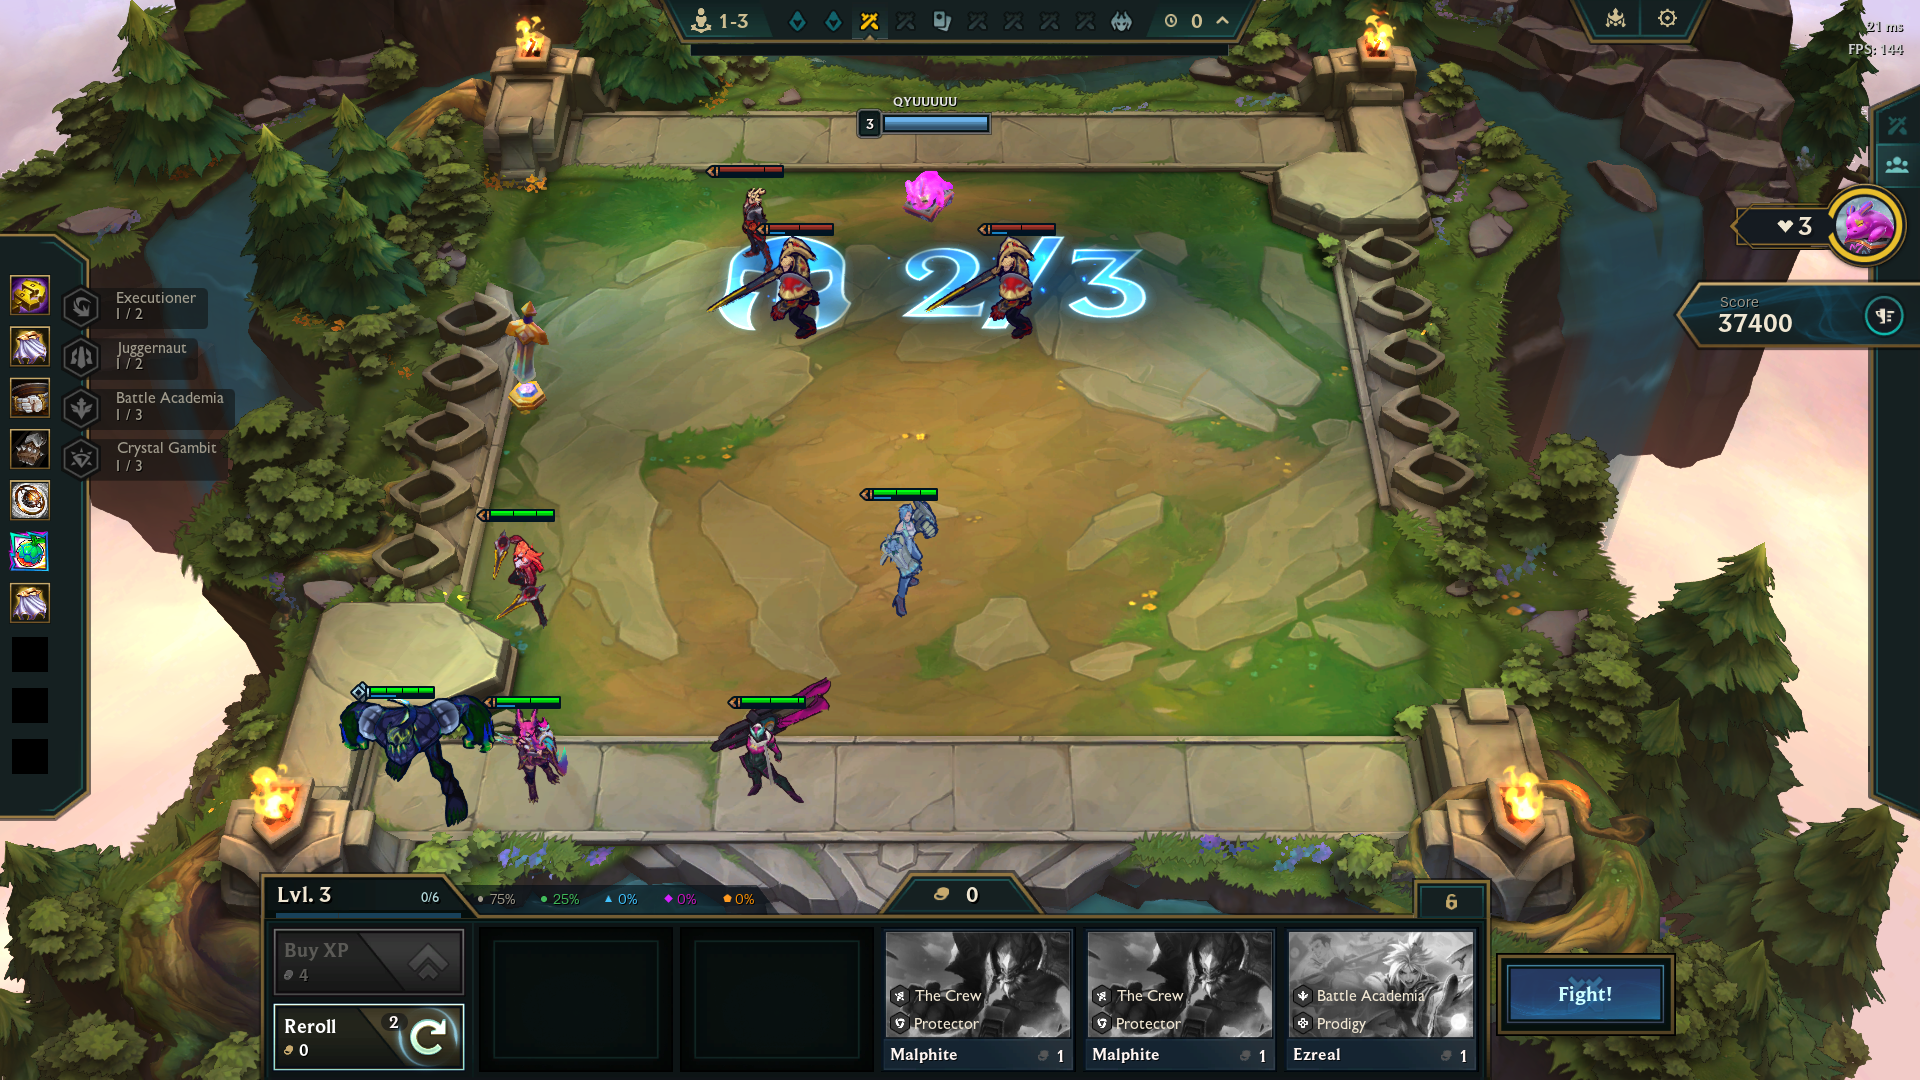 1-3
0
21 ms
FPS: 144
QYUUUUU
3
2/3
3
Score
37400
Executioner
1 / 2
Juggernaut
1 / 2
Battle Academia
1 / 3
Crystal Gambit
1 / 3
Lvl. 3
0/6
75%
25%
0%
0%
0%
0
6
Buy XP
4
Reroll
0
2
The Crew
Protector
Malphite
1
The Crew
Protector
Malphite
1
Battle Academia
Prodigy
Ezreal
1
Fight!